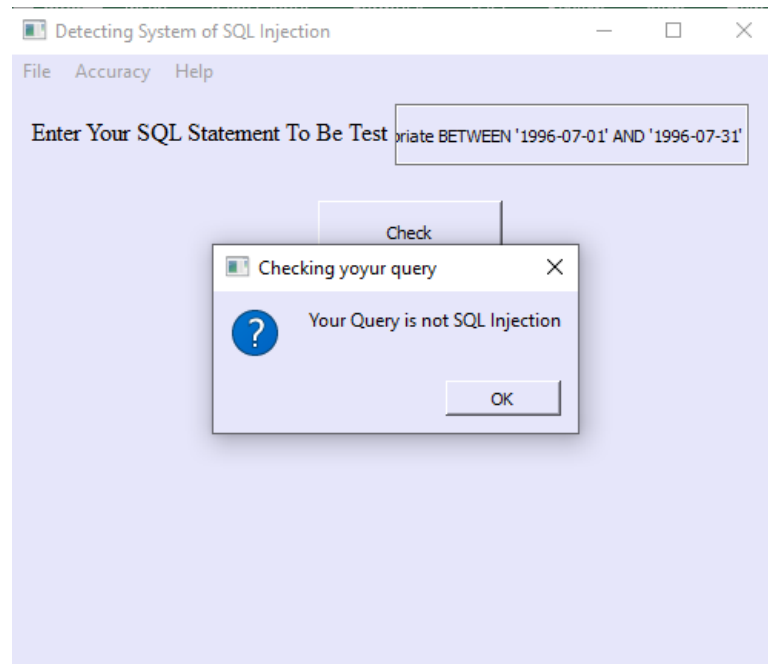 Detecting System of SQL Injection
File Accuracy Help
Enter Your SQL Statement To Be Test
priate BETWEEN '1996-07-01' AND '1996-07-31'
Check
Checking yoyur query
Your Query is not SQL Injection
OK